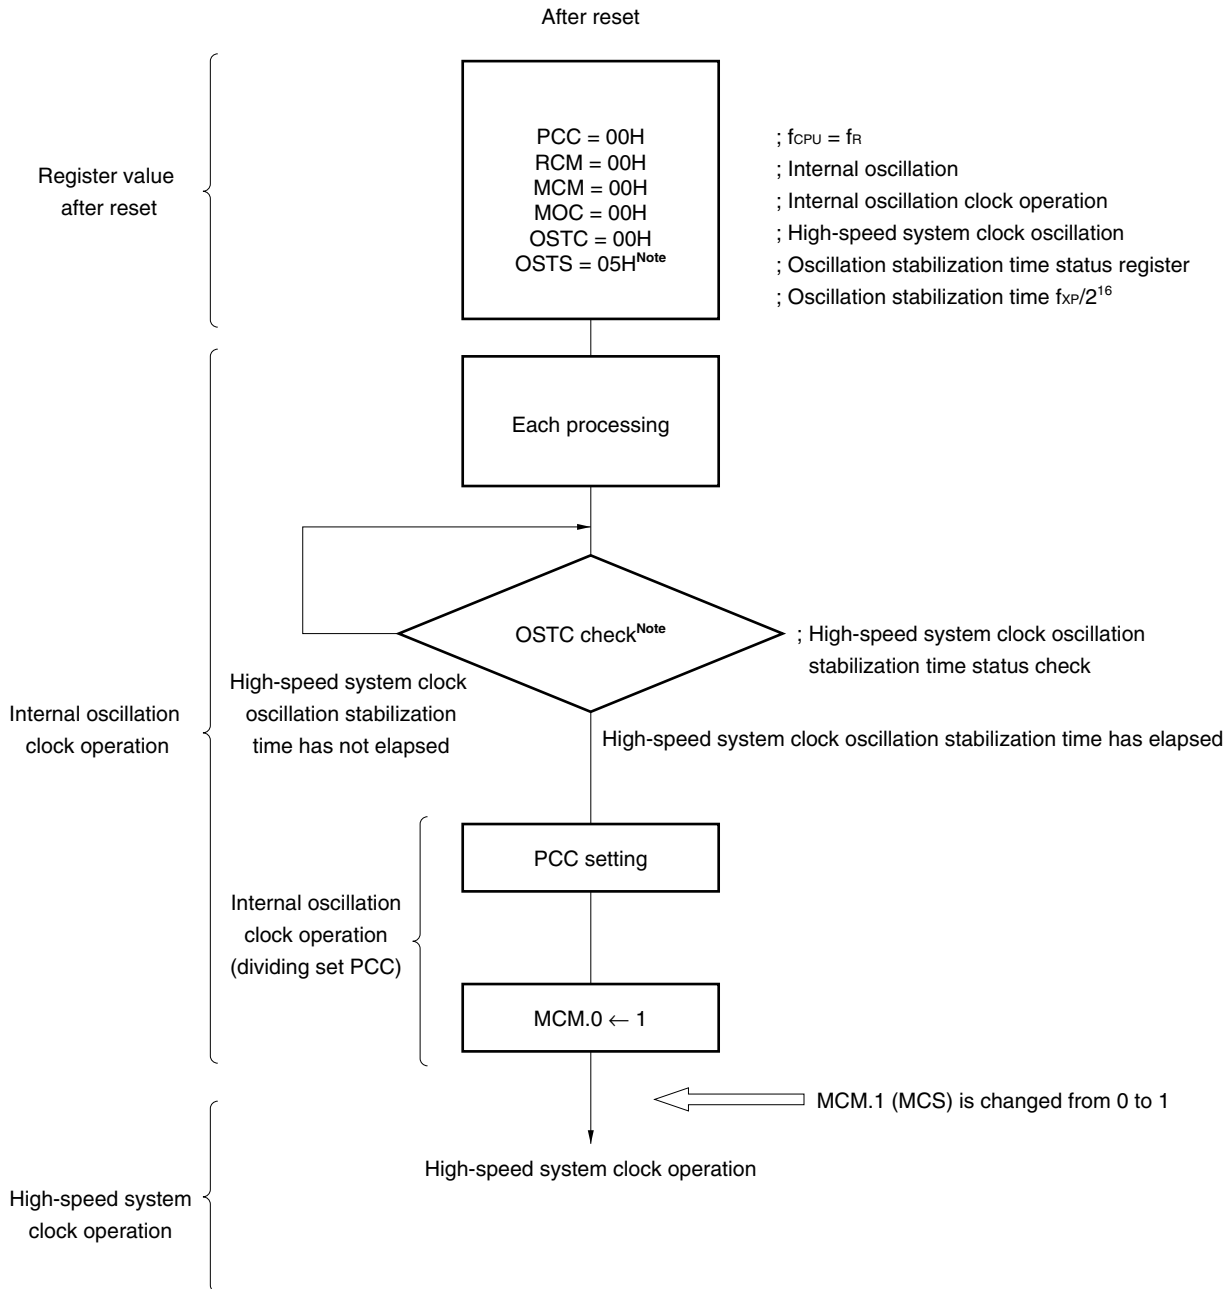 After reset
Register value
after reset
PCC = 00H
RCM = 00H
MCM = 00H
MOC = 00H
OSTC = 00H
OSTS = 05HNote
; fCPU = fR
; Internal oscillation
; Internal oscillation clock operation
; High-speed system clock oscillation
; Oscillation stabilization time status register
; Oscillation stabilization time fXP/2^16
Each processing
OSTC checkNote
; High-speed system clock oscillation
stabilization time status check
High-speed system clock
oscillation stabilization
time has not elapsed
Internal oscillation
clock operation
High-speed system clock oscillation stabilization time has elapsed
PCC setting
Internal oscillation
clock operation
(dividing set PCC)
MCM.0 ← 1
MCM.1 (MCS) is changed from 0 to 1
High-speed system clock operation
High-speed system
clock operation